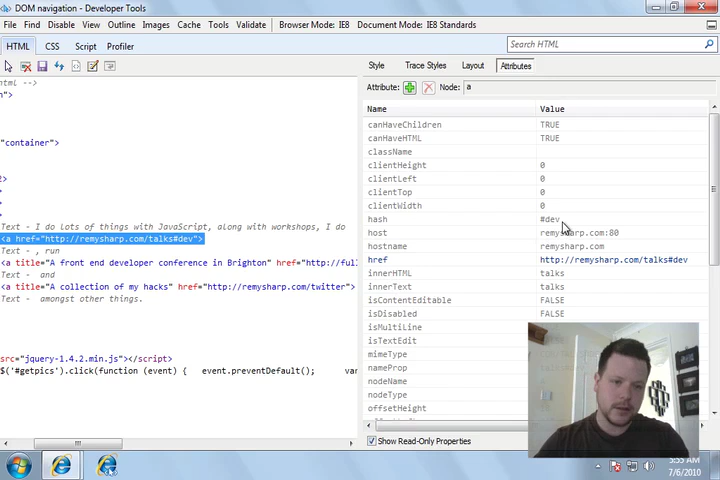 DOM navigation - Developer Tools
File Find Disable View Outline Images Cache Tools Validate Browser Mode: IE8 Document Mode: IE8 Standards
HTML CSS Script Profiler
Search HTML...
Style Trace Styles Layout Attributes
Attribute: Node: a
Name Value
html -->
n">
"container">
2">
>
Text - I do lots of things with JavaScript, along with workshops, I do
<a href="http://remysharp.com/talks#dev">
Text - , run
<a title="A front end developer conference in Brighton" href="http://full
Text - and
<a title="A collection of my hacks" href="http://remysharp.com/twitter">
Text - amongst other things.
src="jquery-1.4.2.min.js"></script>
$('#getpics').click(function (event) { event.preventDefault(); var
canHaveChildren TRUE
canHaveHTML TRUE
className
clientHeight 0
clientLeft 0
clientTop 0
clientWidth 0
hash #dev
host remysharp.com:80
hostname remysharp.com
href http://remysharp.com/talks#dev
innerHTML talks
innerText talks
isContentEditable FALSE
isDisabled FALSE
isMultiLine
isTextEdit
mimeType
nameProp
nodeName
nodeType
offsetHeight
Show Read-Only Properties
5:55 AM
7/6/2010